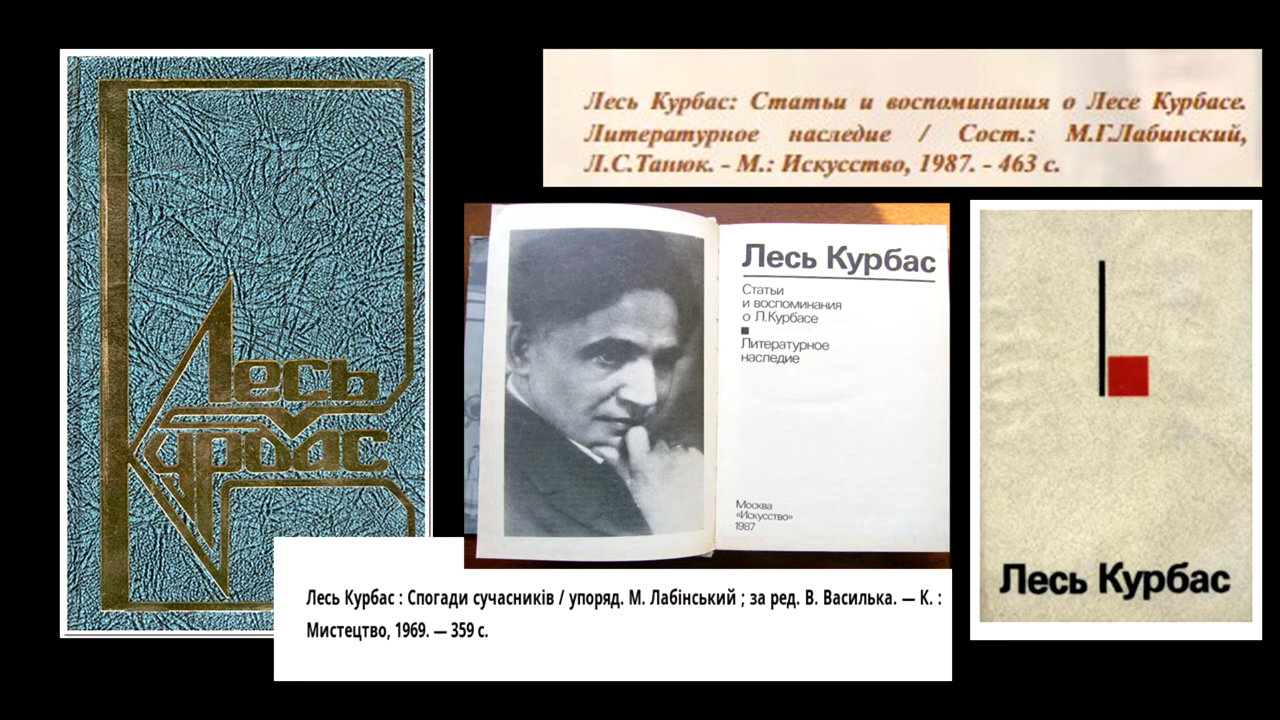 Лесь
Курбас
Лесь Курбас: Статьи и воспоминания о Лесе Курбасе.
Литературное наследие / Сост.: М.Г.Лабинский,
Л.С.Танюк. - М.: Искусство, 1987. - 463 с.
Лесь Курбас
Статьи
и воспоминания
о Л.Курбасе
Литературное
наследие
Москва
«Искусство»
1987
Лесь Курбас
Лесь Курбас : Спогади сучасників / упоряд. М. Лабінський ; за ред. В. Василька. — К. :
Мистецтво, 1969. — 359 с.